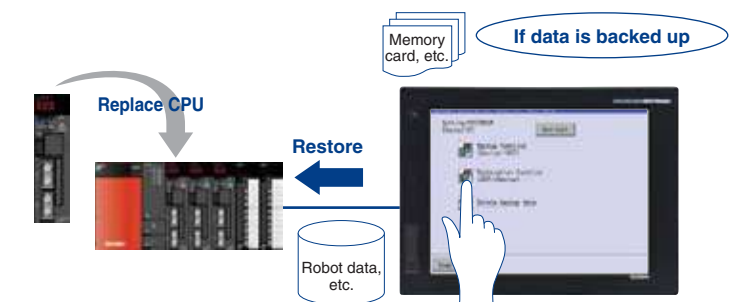 Memory
card, etc.
If data is backed up
Replace CPU
Restore
Robot data,
etc.